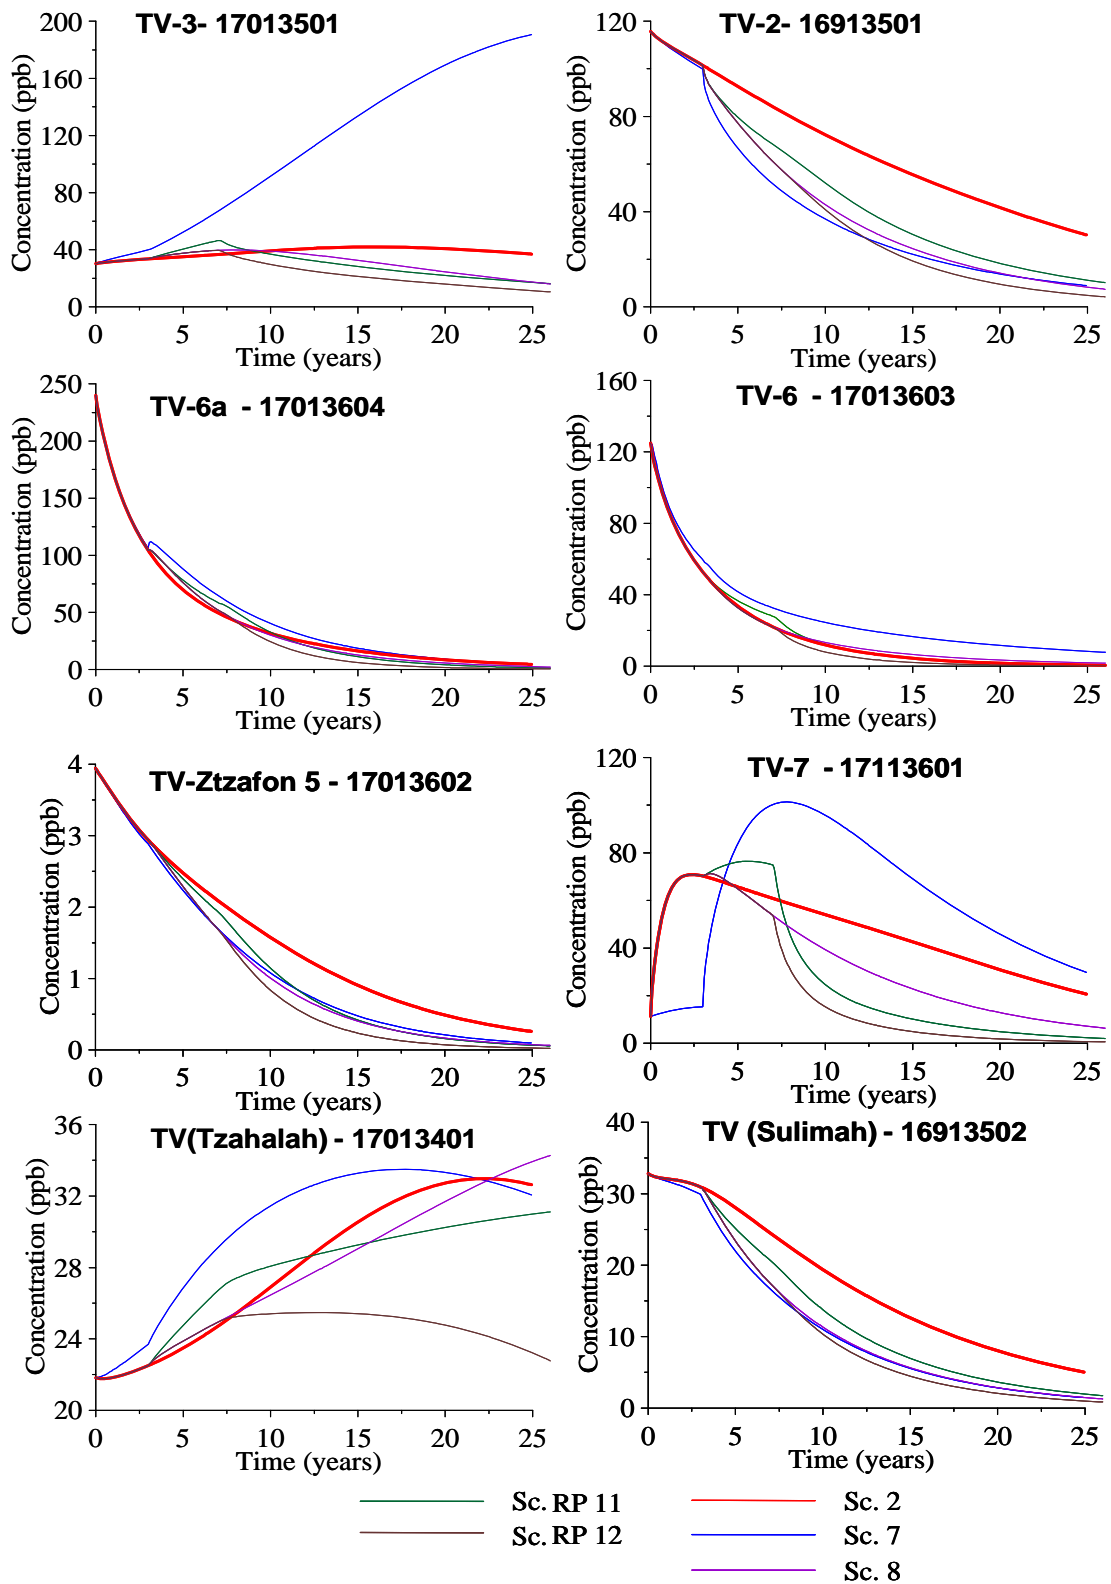 TV-3- 17013501
Concentration (ppb)
200
160
120
80
40
0
0 5 10 15 20 25
Time (years)
TV-2- 16913501
Concentration (ppb)
120
80
40
0
0 5 10 15 20 25
Time (years)
TV-6a - 17013604
Concentration (ppb)
250
200
150
100
50
0
0 5 10 15 20 25
Time (years)
TV-6 - 17013603
Concentration (ppb)
160
120
80
40
0
0 5 10 15 20 25
Time (years)
TV-Ztzafon 5 - 17013602
Concentration (ppb)
4
3
2
1
0
0 5 10 15 20 25
Time (years)
TV-7 - 17113601
Concentration (ppb)
120
80
40
0
0 5 10 15 20 25
Time (years)
TV(Tzahalah) - 17013401
Concentration (ppb)
36
32
28
24
20
0 5 10 15 20 25
Time (years)
TV (Sulimah) - 16913502
Concentration (ppb)
40
30
20
10
0
0 5 10 15 20 25
Time (years)
Sc. RP 11
Sc. RP 12
Sc. 2
Sc. 7
Sc. 8